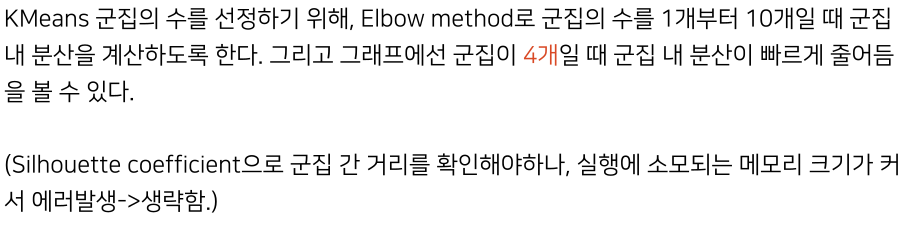 KMeans 군집의 수를 선정하기 위해, Elbow method로 군집의 수를 1개부터 10개일 때 군집
내 분산을 계산하도록 한다. 그리고 그래프에선 군집이 4개일 때 군집 내 분산이 빠르게 줄어듬
을 볼 수 있다.
(Silhouette coefficient으로 군집 간 거리를 확인해야하나, 실행에 소모되는 메모리 크기가 커
서 에러발생->생략함.)